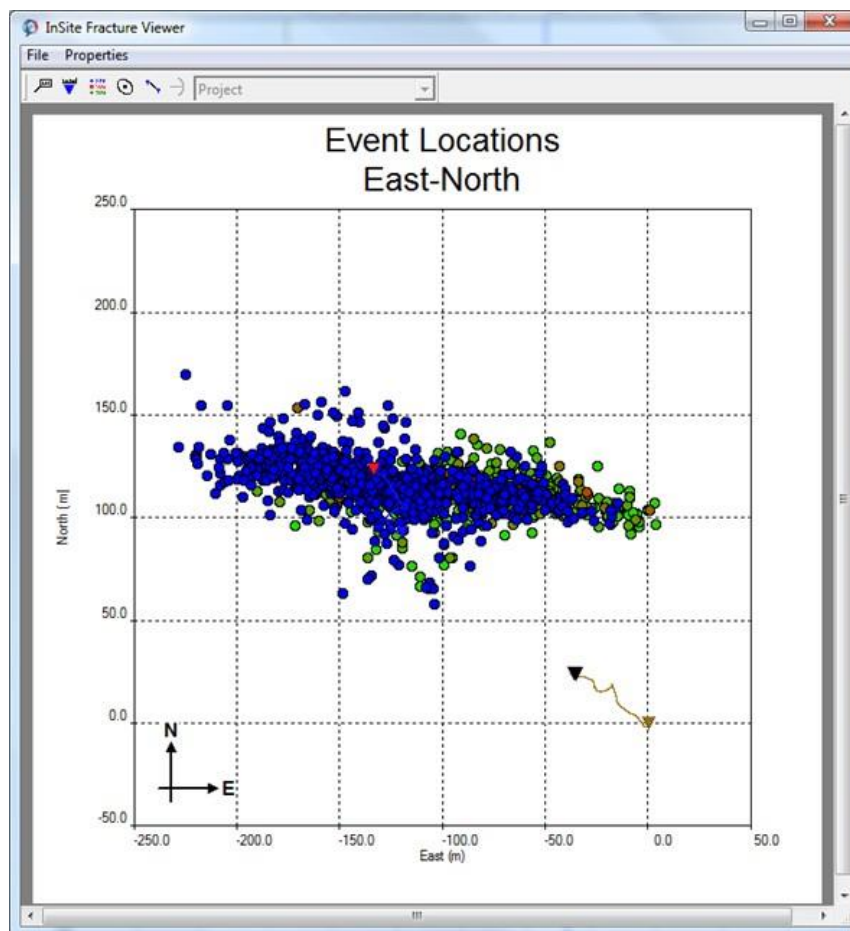 InSite Fracture Viewer
File Properties
Project
Event Locations
East-North
250.0
200.0
150.0
100.0
50.0
0.0
-50.0
North (m)
-250.0 -200.0 -150.0 -100.0 -50.0 0.0 50.0
East (m)
N
E